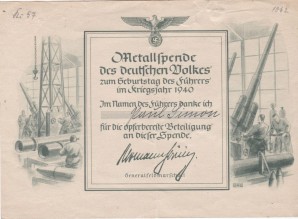 Metallspende
des deutschen Volkes
zum Geburtstag des Führers
im Kriegsjahr 1940
Im Namen des Führers danke ich
Simon
für die opferbereite Beteiligung
an dieser Spende.
Generalfeldmarschall